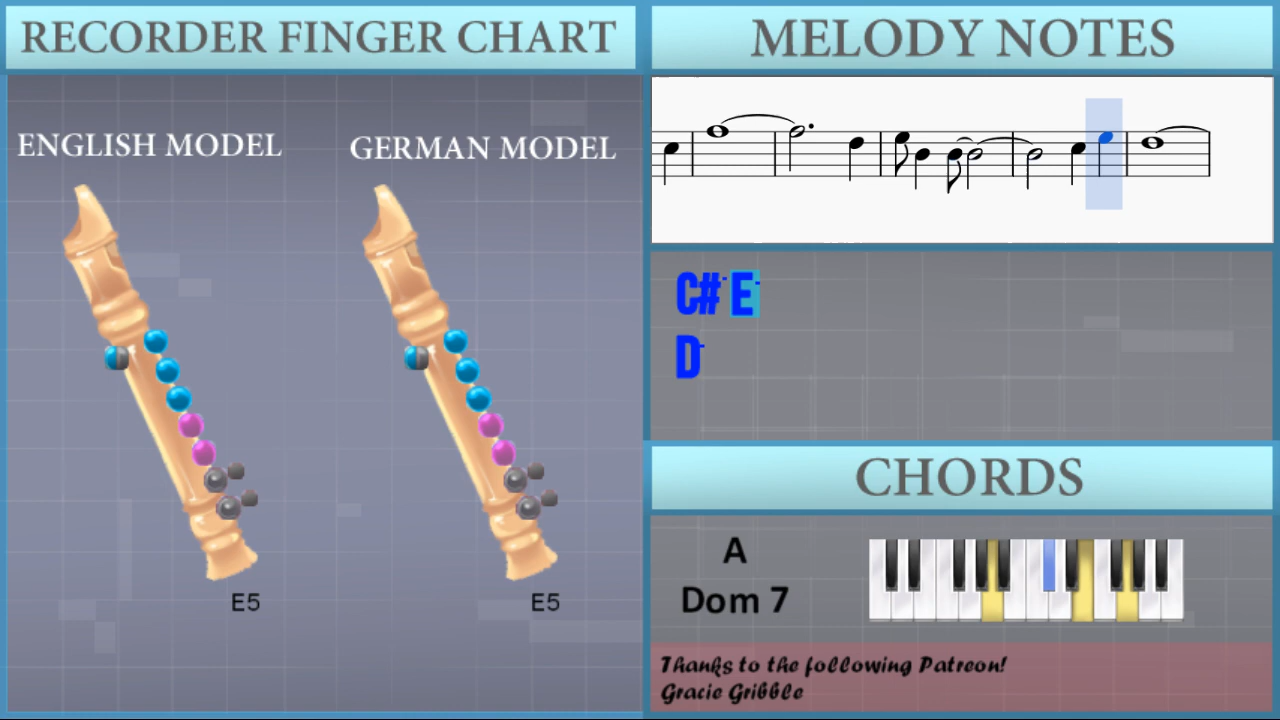 RECORDER FINGER CHART
ENGLISH MODEL
GERMAN MODEL
E5
E5
MELODY NOTES
C# E
D
CHORDS
A
Dom 7
Thanks to the following Patreon!
Gracie Gribble